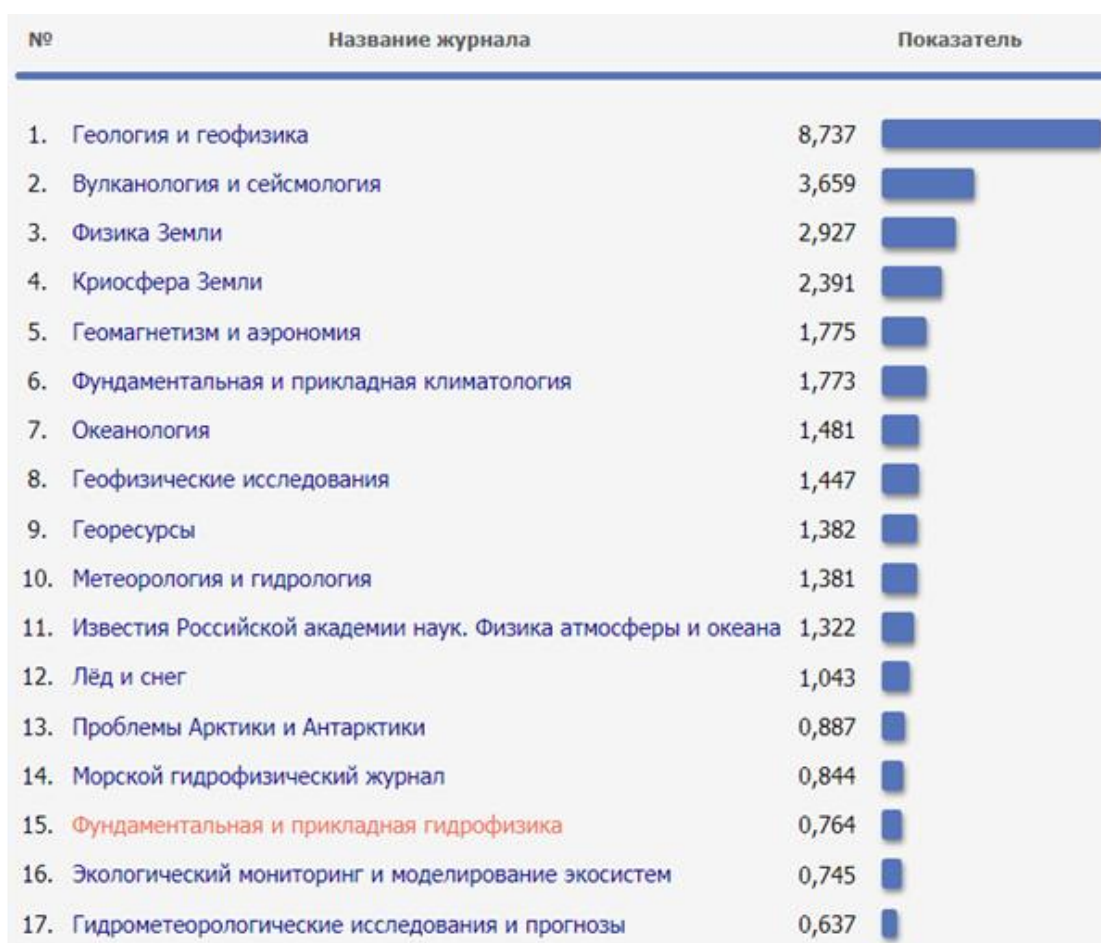 № Название журнала Показатель
1. Геология и геофизика 8,737
2. Вулканология и сейсмология 3,659
3. Физика Земли 2,927
4. Криосфера Земли 2,391
5. Геомагнетизм и аэрономия 1,775
6. Фундаментальная и прикладная климатология 1,773
7. Океанология 1,481
8. Геофизические исследования 1,447
9. Георесурсы 1,382
10. Метеорология и гидрология 1,381
11. Известия Российской академии наук. Физика атмосферы и океана 1,322
12. Лёд и снег 1,043
13. Проблемы Арктики и Антарктики 0,887
14. Морской гидрофизический журнал 0,844
15. Фундаментальная и прикладная гидрофизика 0,764
16. Экологический мониторинг и моделирование экосистем 0,745
17. Гидрометеорологические исследования и прогнозы 0,637